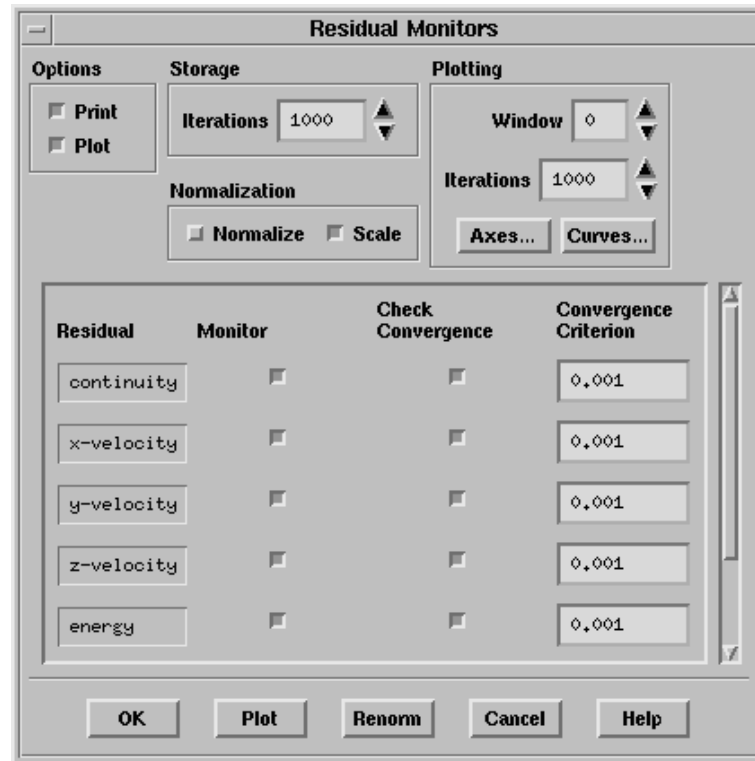 Residual Monitors
Options Storage Plotting
Print Iterations 1000 Window 0
Plot
Iterations 1000
Normalization
Normalize Scale Axes... Curves...
Residual Monitor Check Convergence Convergence Criterion
continuity 0.001
x-velocity 0.001
y-velocity 0.001
z-velocity 0.001
energy 0.001
OK Plot Renorm Cancel Help